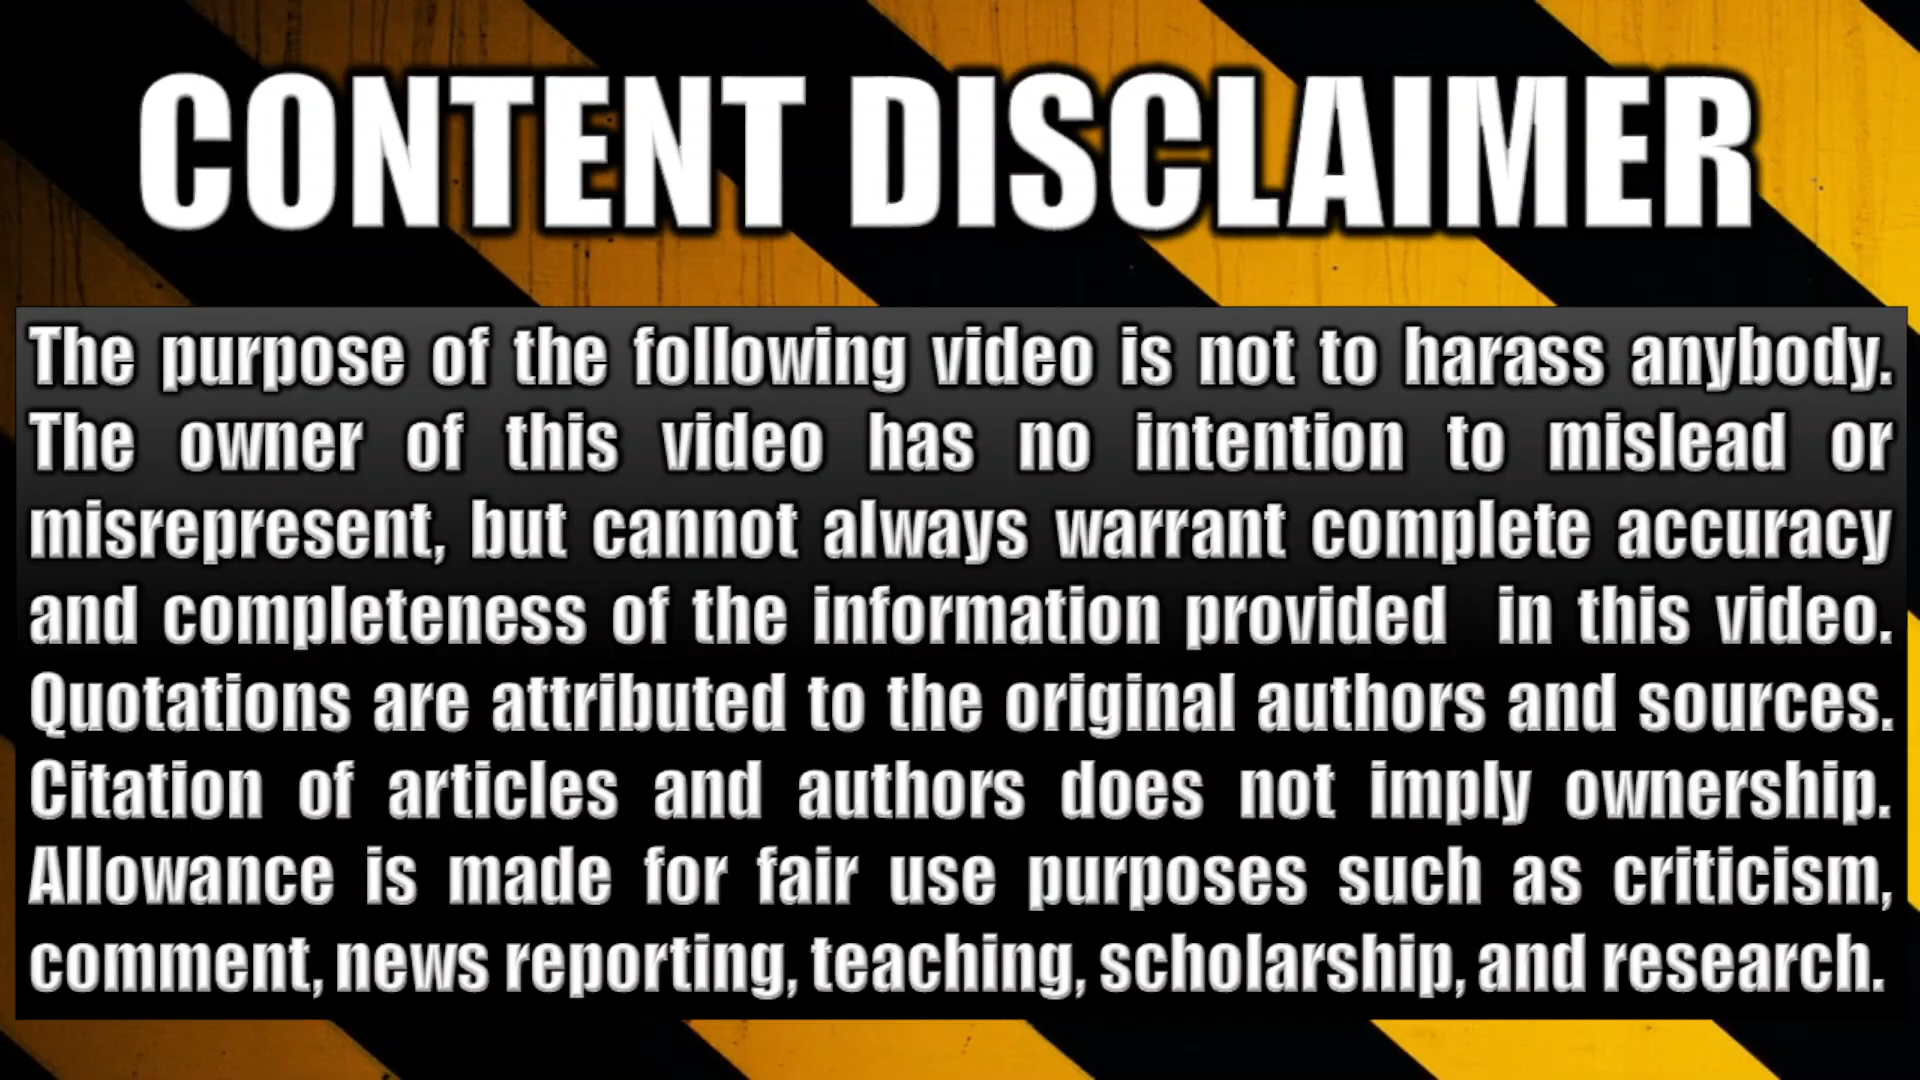 CONTENT DISCLAIMER
The purpose of the following video is not to harass anybody.
The owner of this video has no intention to mislead or
misrepresent, but cannot always warrant complete accuracy
and completeness of the information provided  in this video.
Quotations are attributed to the original authors and sources.
Citation of articles and authors does not imply ownership.
Allowance is made for fair use purposes such as criticism,
comment, news reporting, teaching, scholarship, and research.